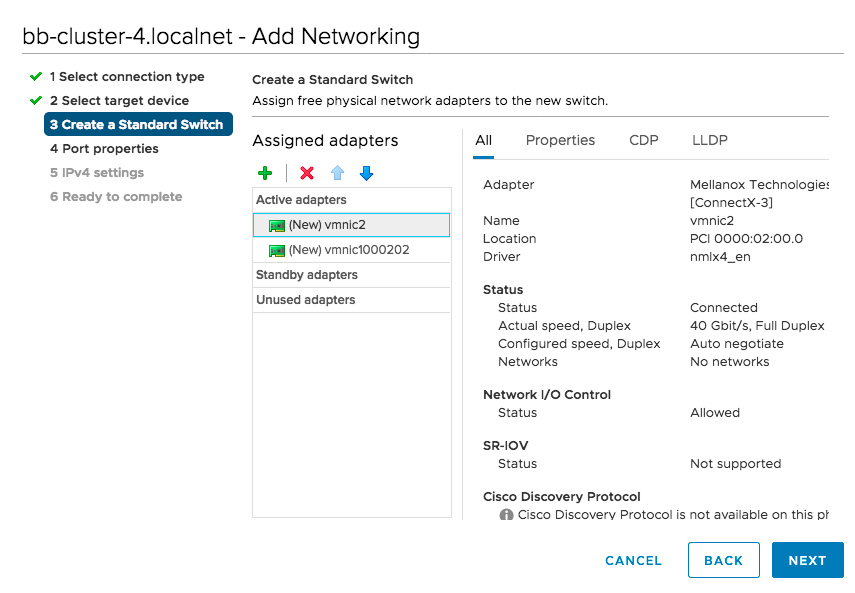 bb-cluster-4.localnet - Add Networking
1 Select connection type
2 Select target device
3 Create a Standard Switch
4 Port properties
5 IPv4 settings
6 Ready to complete
Create a Standard Switch
Assign free physical network adapters to the new switch.
Assigned adapters
Active adapters
(New) vmnic2
(New) vmnic1000202
Standby adapters
Unused adapters
All Properties CDP LLDP
Adapter Mellanox Technologies
[ConnectX-3]
Name vmnic2
Location PCI 0000:02:00.0
Driver nmlx4_en
Status
Status Connected
Actual speed, Duplex 40 Gbit/s, Full Duplex
Configured speed, Duplex Auto negotiate
Networks No networks
Network I/O Control
Status Allowed
SR-IOV
Status Not supported
Cisco Discovery Protocol
Cisco Discovery Protocol is not available on this
CANCEL BACK NEXT